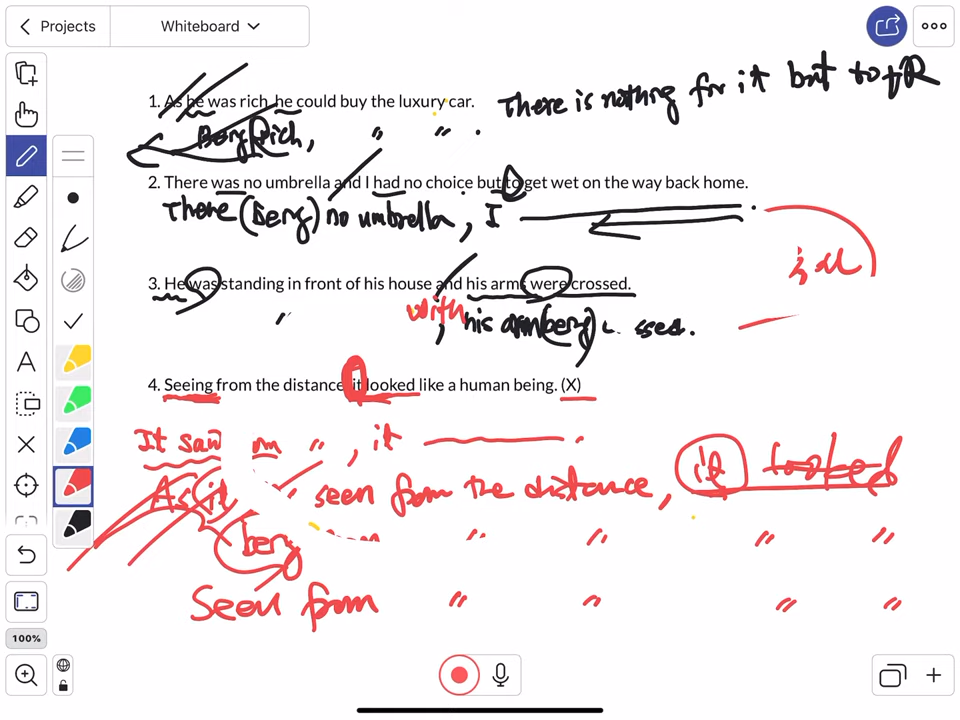 Projects
Whiteboard
1. As he was rich, he could buy the luxury car.
There is nothing for it but to
Being Rich, 〃 〃 .
2. There was no umbrella and I had no choice but to get wet on the way back home.
There (Being) no umbrella, I
3. He was standing in front of his house and his arms were crossed.
〃 with his
4. Seeing from the distance it looked like a human being. (X)
It saw 〃, it
As it seen from the distance, it looked
being 〃 〃 〃 〃
Seen from 〃 〃 〃 〃
100%